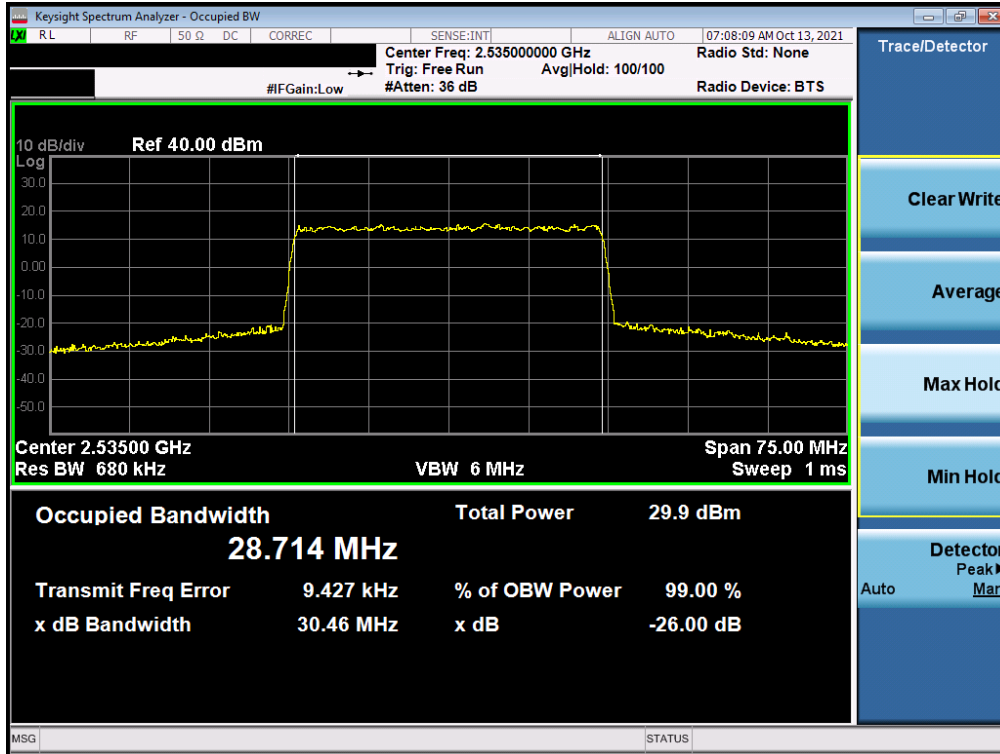 Keysight Spectrum Analyzer - Occupied BW
LXI RL RF 50 Ω DC CORREC SENSE:INT ALIGN AUTO 07:08:09 AM Oct 13, 2021
Center Freq: 2.535000000 GHz Radio Std: None
Trig: Free Run Avg|Hold: 100/100
#IFGain:Low #Atten: 36 dB Radio Device: BTS
Trace/Detector
10 dB/div Ref 40.00 dBm
Log
30.0
20.0
10.0
0.00
-10.0
-20.0
-30.0
-40.0
-50.0
Center 2.53500 GHz Span 75.00 MHz
Res BW 680 kHz VBW 6 MHz Sweep 1 ms
Occupied Bandwidth Total Power 29.9 dBm
28.714 MHz
Transmit Freq Error 9.427 kHz % of OBW Power 99.00 %
x dB Bandwidth 30.46 MHz x dB -26.00 dB
Clear Write
Average
Max Hold
Min Hold
Detector
Peak▶
Auto Man
MSG STATUS